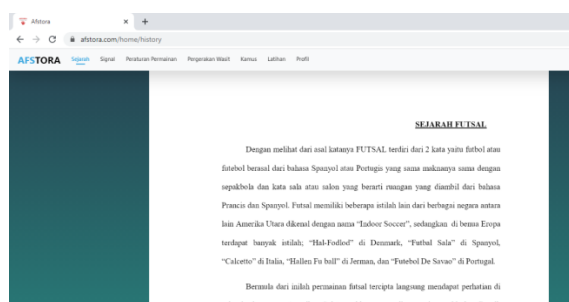 Afstora
afstora.com/home/history
AFSTORA Sejarah Signal Peraturan Permainan Pergerakan Wasit Kamus Latihan Profil
SEJARAH FUTSAL
Dengan melihat dari asal katanya FUTSAL terdiri dari 2 kata yaitu futbol atau
futebol berasal dari bahasa Spanyol atau Portugis yang sama maknanya sama dengan
sepakbola dan kata sala atau salon yang berarti ruangan yang diambil dari bahasa
Prancis dan Spanyol. Futsal memiliki beberapa istilah lain dari berbagai negara antara
lain Amerika Utara dikenal dengan nama “Indoor Soccer”, sedangkan di benua Eropa
terdapat banyak istilah; “Hal-Fodlod” di Denmark, “Futbal Sala” di Spanyol,
“Calcetto” di Italia, “Hallen Fu ball” di Jerman, dan “Futebol De Savao” di Portugal.
Bermula dari inilah permainan futsal tercipta langsung mendapat perhatian di